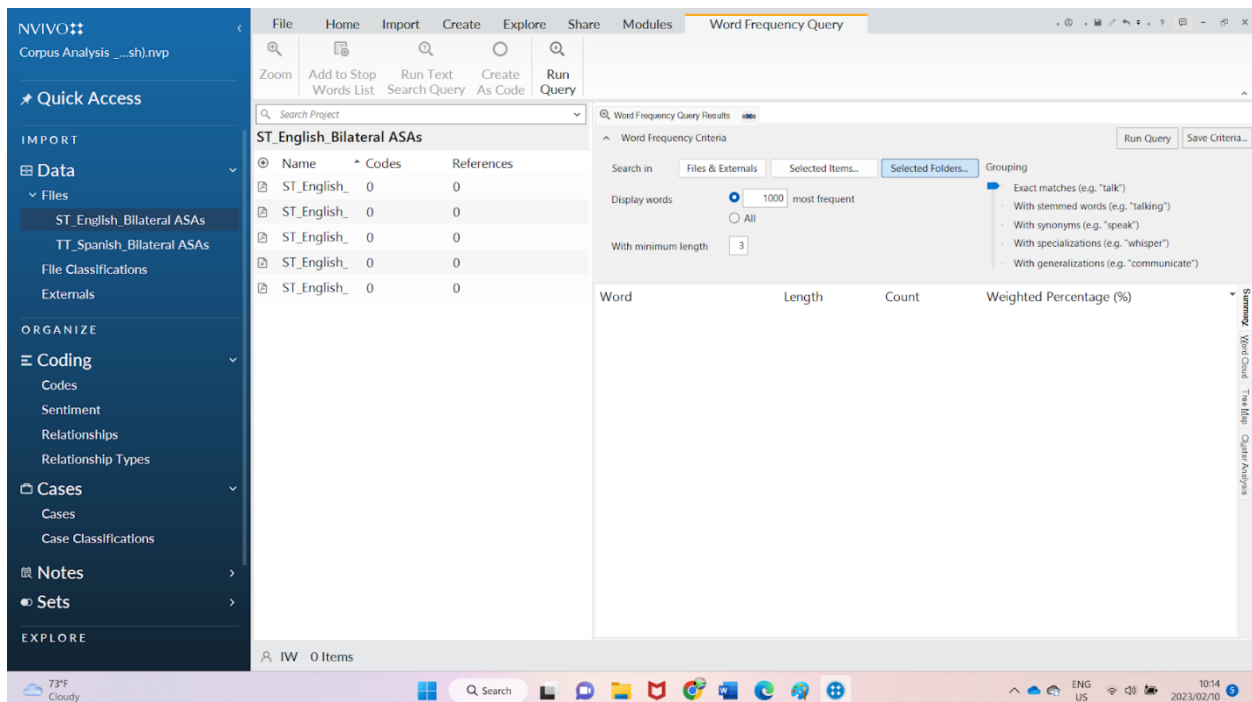 NVIVO
Corpus Analysis _...sh).nvp
Quick Access
IMPORT
Data
Files
ST_English_Bilateral ASAs
TT_Spanish_Bilateral ASAs
File Classifications
Externals
ORGANIZE
Coding
Codes
Sentiment
Relationships
Relationship Types
Cases
Cases
Case Classifications
Notes
Sets
EXPLORE
File Home Import Create Explore Share Modules Word Frequency Query
Zoom Add to Stop Words List Run Text Search Query Create As Code Run Query
Search Project
ST_English_Bilateral ASAs
Name Codes References
ST_English_ 0 0
ST_English_ 0 0
ST_English_ 0 0
ST_English_ 0 0
ST_English_ 0 0
IW 0 Items
Word Frequency Query Results
Word Frequency Criteria Run Query Save Criteria...
Search in Files & Externals Selected Items... Selected Folders... Grouping
Display words 1000 most frequent
All
With minimum length 3
Exact matches (e.g. "talk")
With stemmed words (e.g. "talking")
With synonyms (e.g. "speak")
With specializations (e.g. "whisper")
With generalizations (e.g. "communicate")
Word Length Count Weighted Percentage (%)
Summary
Word Cloud
Tree Map
Cluster Analysis
73°F
Cloudy
Search
ENG
US
10:14
2023/02/10
5